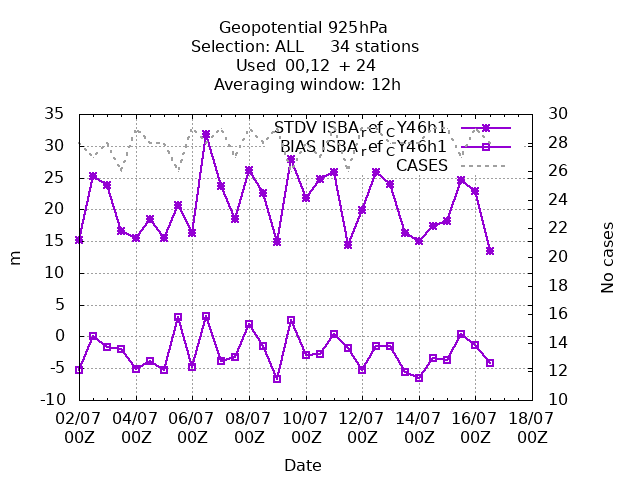 Geopotential 925hPa
Selection: ALL 34 stations
Used 00,12 + 24
Averaging window: 12h
STDV ISBA_ref_CY46h1
BIAS ISBA_ref_CY46h1
CASES
35
30
25
20
15
10
5
0
-5
-10
m
30
28
26
24
22
20
18
16
14
12
10
No cases
02/07 04/07 06/07 08/07 10/07 12/07 14/07 16/07 18/07
00Z 00Z 00Z 00Z 00Z 00Z 00Z 00Z 00Z
Date